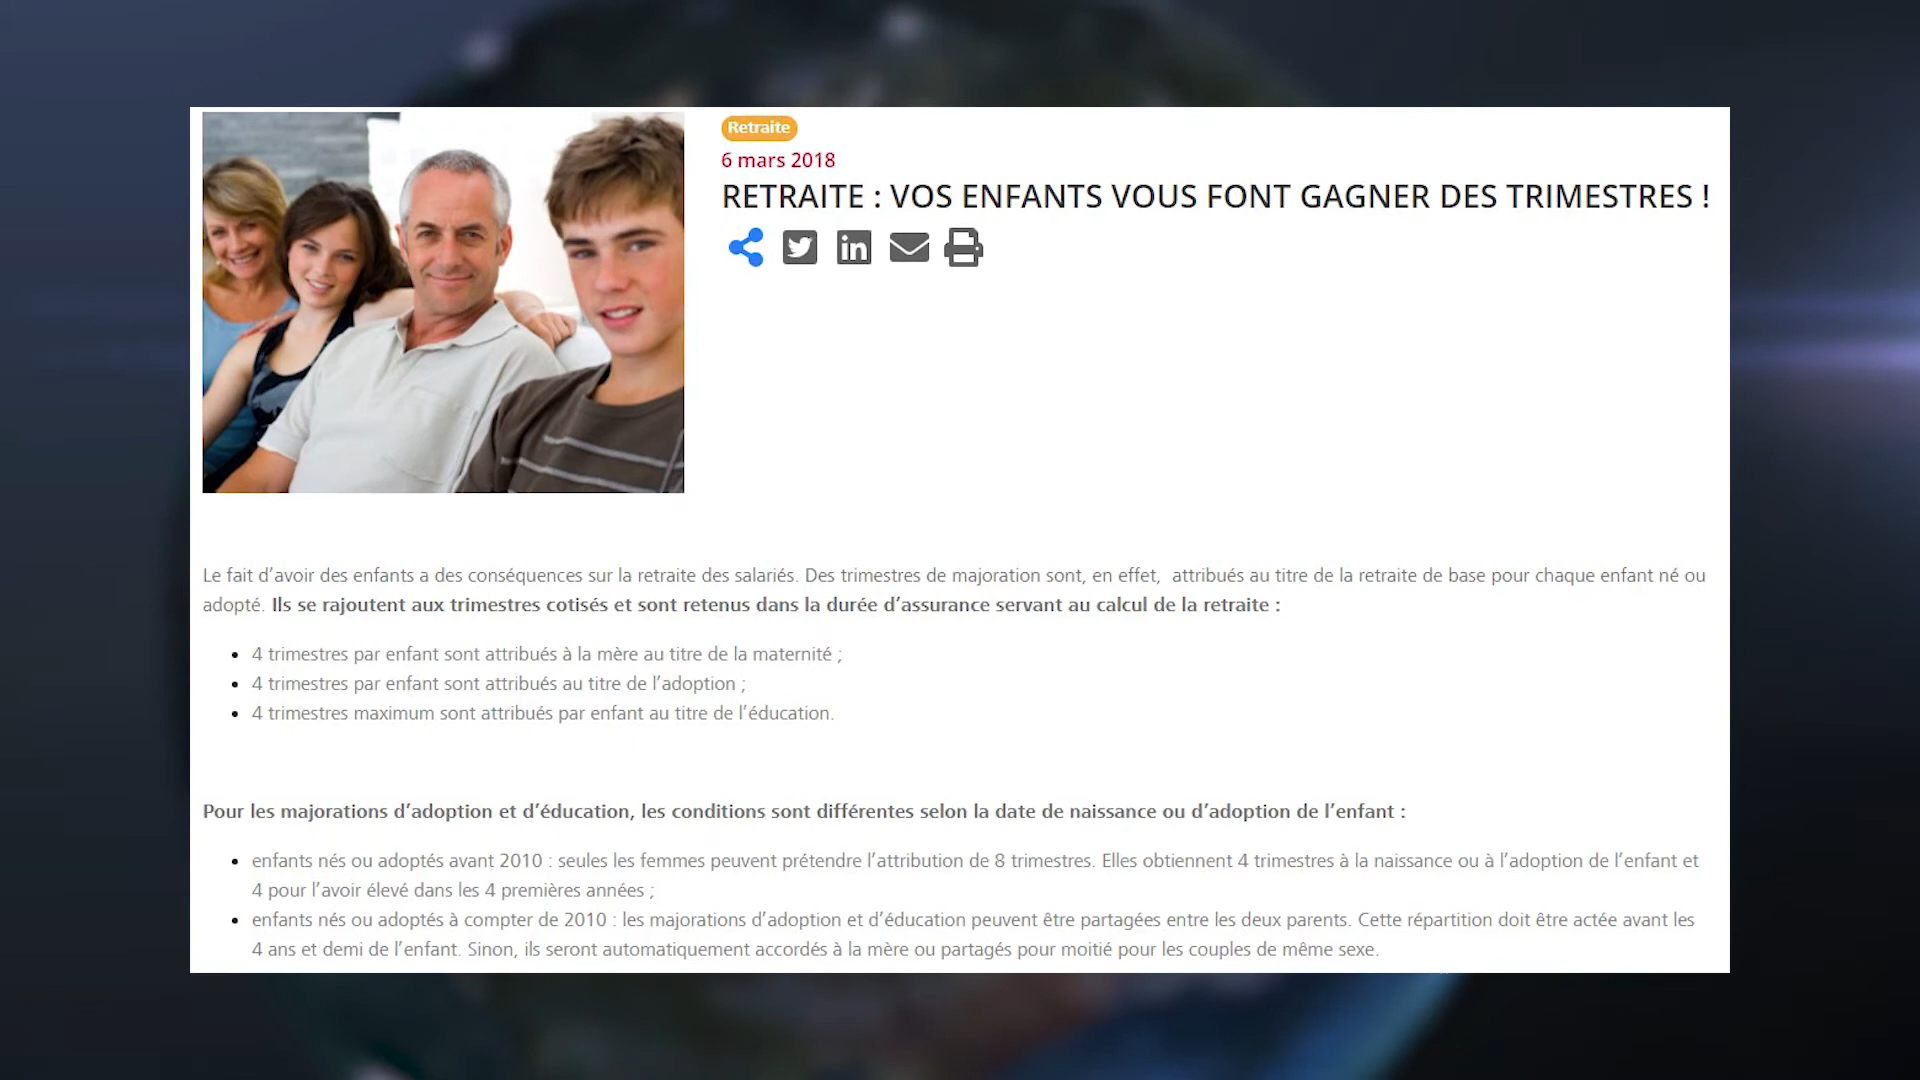 Retraite
6 mars 2018
RETRAITE : VOS ENFANTS VOUS FONT GAGNER DES TRIMESTRES !
Le fait d’avoir des enfants a des conséquences sur la retraite des salariés. Des trimestres de majoration sont, en effet,  attribués au titre de la retraite de base pour chaque enfant né ou
adopté. Ils se rajoutent aux trimestres cotisés et sont retenus dans la durée d’assurance servant au calcul de la retraite :
• 4 trimestres par enfant sont attribués à la mère au titre de la maternité ;
• 4 trimestres par enfant sont attribués au titre de l’adoption ;
• 4 trimestres maximum sont attribués par enfant au titre de l’éducation.
Pour les majorations d’adoption et d’éducation, les conditions sont différentes selon la date de naissance ou d’adoption de l’enfant :
• enfants nés ou adoptés avant 2010 : seules les femmes peuvent prétendre l’attribution de 8 trimestres. Elles obtiennent 4 trimestres à la naissance ou à l’adoption de l’enfant et
4 pour l’avoir élevé dans les 4 premières années ;
• enfants nés ou adoptés à compter de 2010 : les majorations d’adoption et d’éducation peuvent être partagées entre les deux parents. Cette répartition doit être actée avant les
4 ans et demi de l’enfant. Sinon, ils seront automatiquement accordés à la mère ou partagés pour moitié pour les couples de même sexe.